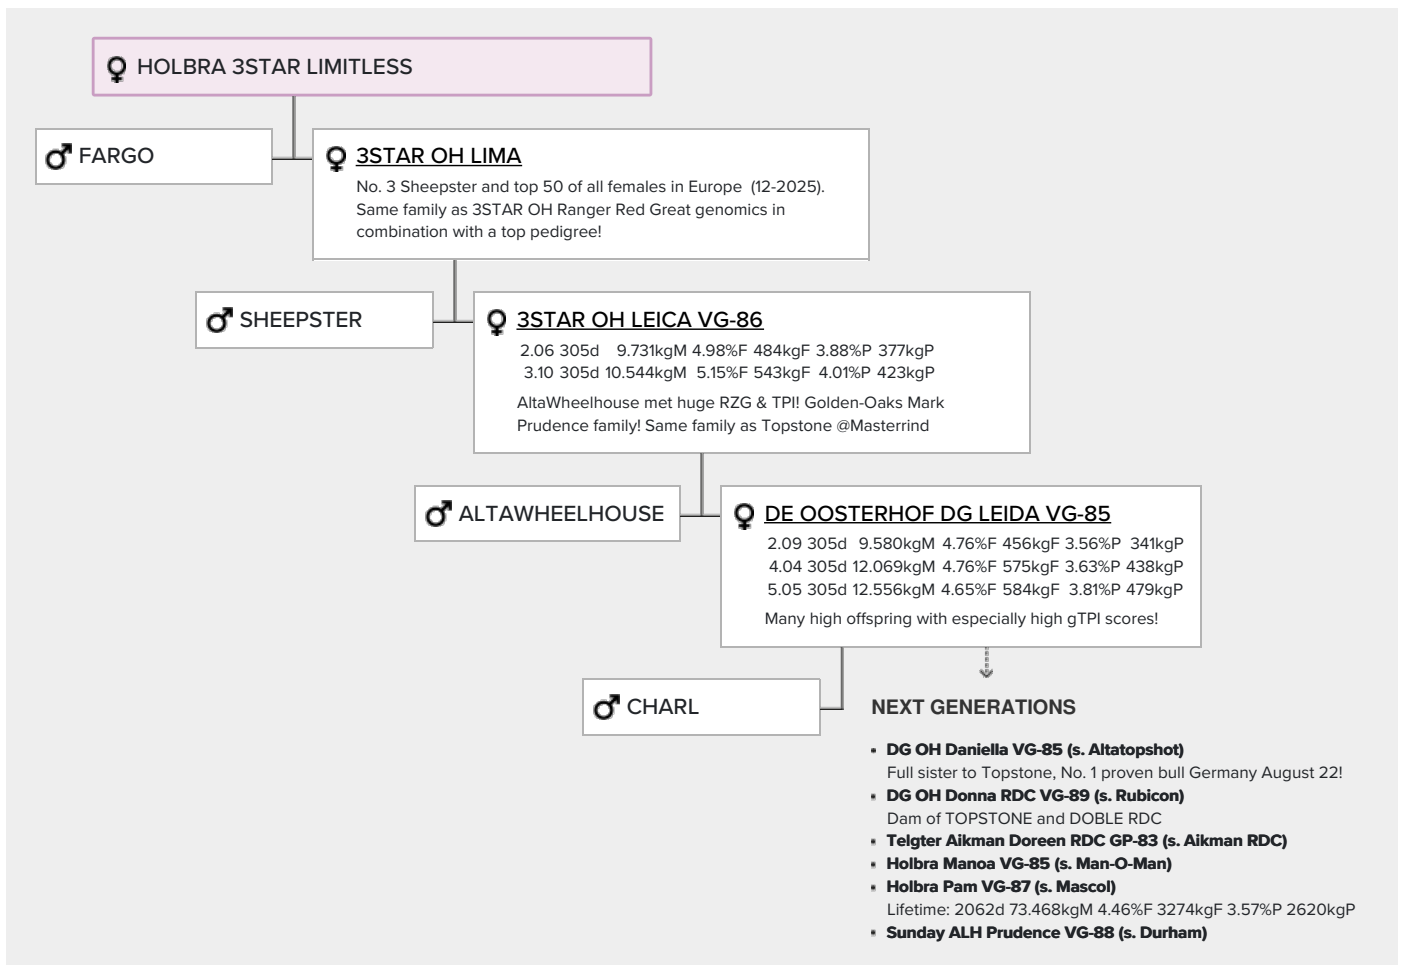 HOLBRA 3STAR LIMITLESS
FARGO
3STAR OH LIMA
No. 3 Sheepster and top 50 of all females in Europe (12-2025).
Same family as 3STAR OH Ranger Red Great genomics in
combination with a top pedigree!
SHEEPSTER
3STAR OH LEICA VG-86
2.06 305d 9.731kgM 4.98%F 484kgF 3.88%P 377kgP
3.10 305d 10.544kgM 5.15%F 543kgF 4.01%P 423kgP
AltaWheelhouse met huge RZG & TPI! Golden-Oaks Mark
Prudence family! Same family as Topstone @Masterrind
ALTAWHEELHOUSE
DE OOSTERHOF DG LEIDA VG-85
2.09 305d 9.580kgM 4.76%F 456kgF 3.56%P 341kgP
4.04 305d 12.069kgM 4.76%F 575kgF 3.63%P 438kgP
5.05 305d 12.556kgM 4.65%F 584kgF 3.81%P 479kgP
Many high offspring with especially high gTPI scores!
CHARL
NEXT GENERATIONS
DG OH Daniella VG-85 (s. Altatopshot)
Full sister to Topstone, No. 1 proven bull Germany August 22!
DG OH Donna RDC VG-89 (s. Rubicon)
Dam of TOPSTONE and DOBLE RDC
Telgter Aikman Doreen RDC GP-83 (s. Aikman RDC)
Holbra Manoa VG-85 (s. Man-O-Man)
Holbra Pam VG-87 (s. Mascol)
Lifetime: 2062d 73.468kgM 4.46%F 3274kgF 3.57%P 2620kgP
Sunday ALH Prudence VG-88 (s. Durham)